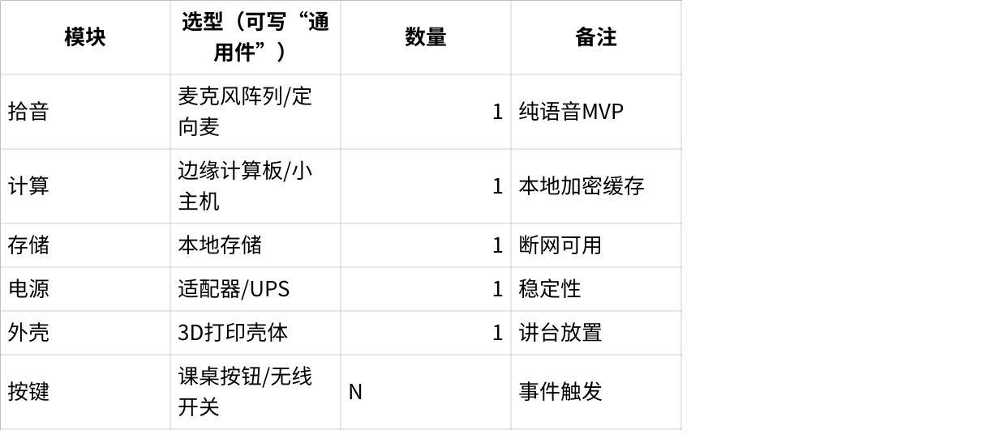 模块
选型（可写“通
用件”）
数量
备注
拾音
麦克风阵列/定
向麦
1
纯语音MVP
计算
边缘计算板/小
主机
1
本地加密缓存
存储
本地存储
1
断网可用
电源
适配器/UPS
1
稳定性
外壳
3D打印壳体
1
讲台放置
按键
课桌按钮/无线
开关
N
事件触发